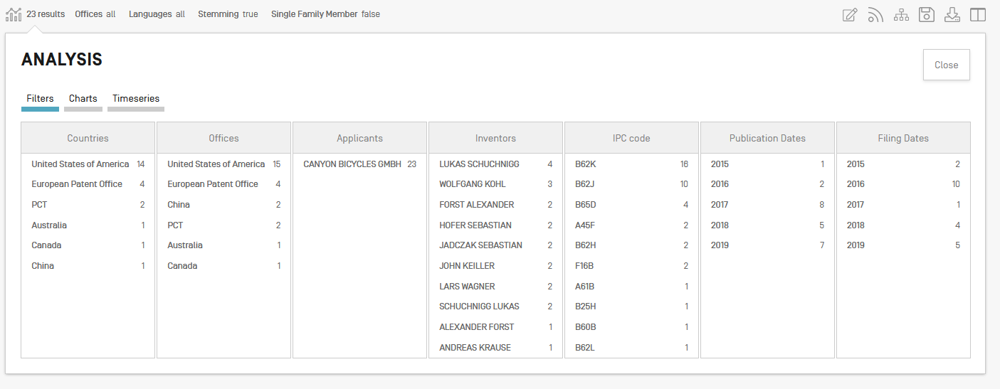 23 results Offices all Languages all Stemming true Single Family Member false
ANALYSIS
Close
Filters Charts Timeseries
Countries Offices Applicants Inventors IPC code Publication Dates Filing Dates
United States of America 14 United States of America 15 CANYON BICYCLES GMBH 23 LUKAS SCHUCHNIGG 4 B62K 16 2015 1 2015 2
European Patent Office 4 European Patent Office 4 WOLFGANG KOHL 3 B62J 10 2016 2 2016 10
PCT 2 China 2 FORST ALEXANDER 2 B65D 4 2017 8 2017 1
Australia 1 PCT 2 HOFER SEBASTIAN 2 A45F 2 2018 5 2018 4
Canada 1 Australia 1 JADCZAK SEBASTIAN 2 B62H 2 2019 7 2019 5
China 1 Canada 1 JOHN KEILLER 2 F16B 2
LARS WAGNER 2 A61B 1
SCHUCHNIGG LUKAS 2 B25H 1
ALEXANDER FORST 1 B60B 1
ANDREAS KRAUSE 1 B62L 1